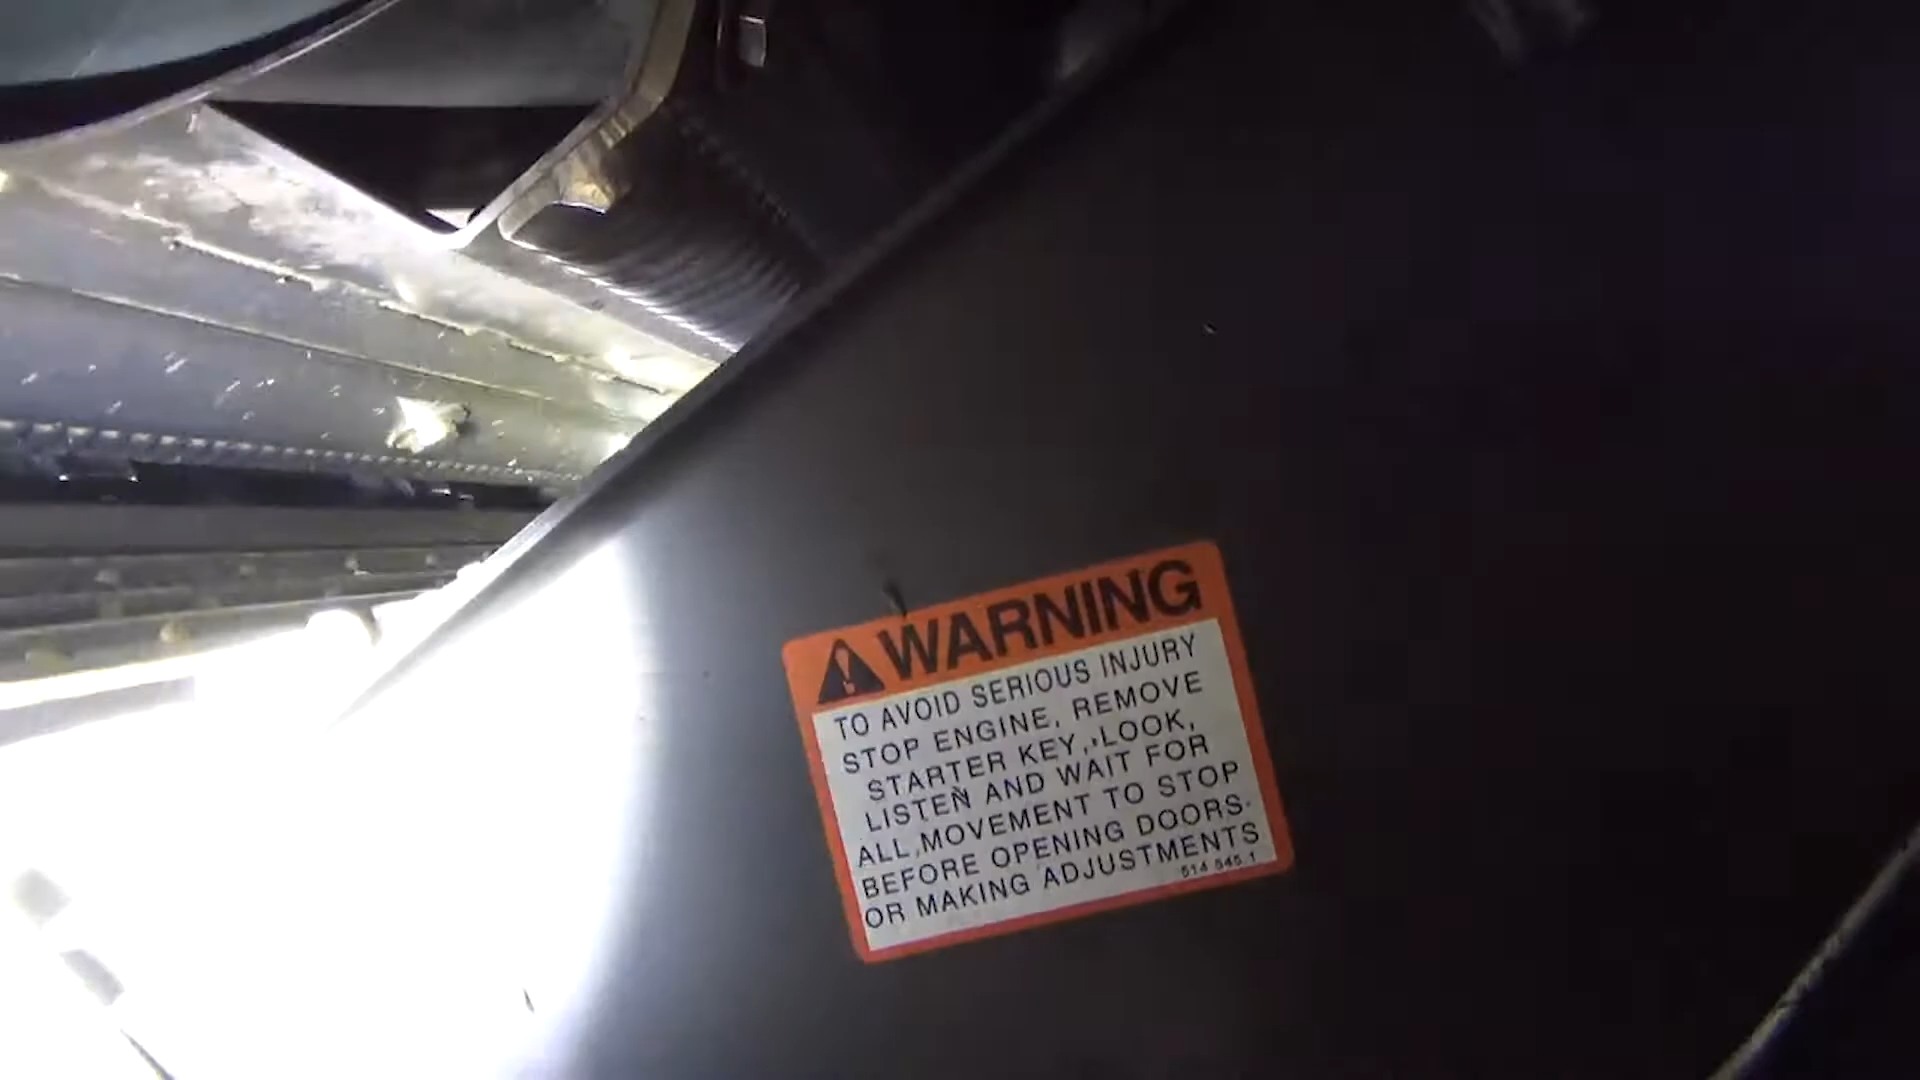 WARNING
TO AVOID SERIOUS INJURY
STOP ENGINE, REMOVE
STARTER KEY, LOOK,
LISTEN AND WAIT FOR
ALL MOVEMENT TO STOP
BEFORE OPENING DOORS
OR MAKING ADJUSTMENTS
514 545.1